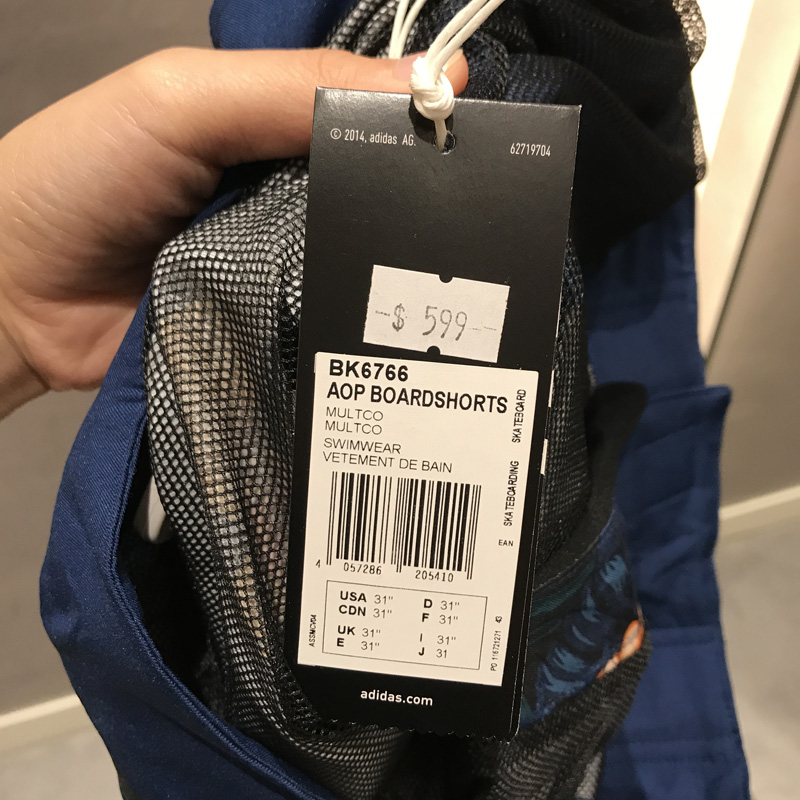 © 2014, adidas AG.
62719704
$ 599
BK6766
AOP BOARDSHORTS
MULTCO
MULTCO
SWIMWEAR
VETEMENT DE BAIN
SKATEBOARDING SKATEBOARD
EAN
4 057286 205410
USA 31" D 31"
CDN 31" F 31"
UK 31" I 31"
E 31" J 31
43
adidas.com